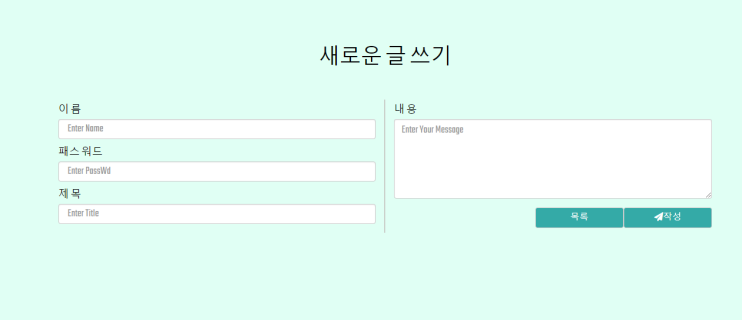 새로운 글 쓰기
이름
Enter Name
패스워드
Enter PassWd
제목
Enter Title
내용
Enter Your Message
목록
작성